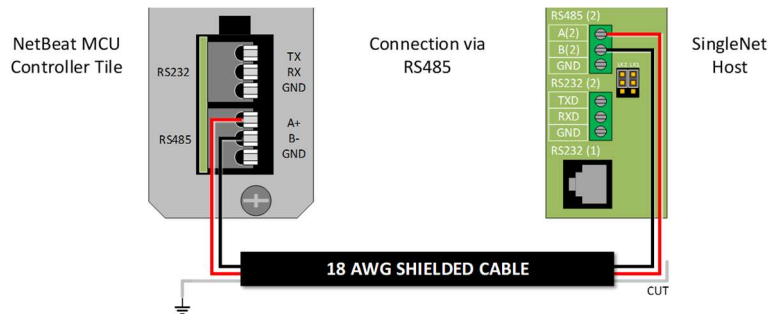 NetBeat MCU
Controller Tile
RS232
TX
RX
GND
RS485
A+
B-
GND
Connection via
RS485
RS485 (2)
A(2)
B(2)
GND
RS232 (2)
TXD
RXD
GND
RS232 (1)
SingleNet
Host
18 AWG SHIELDED CABLE
CUT